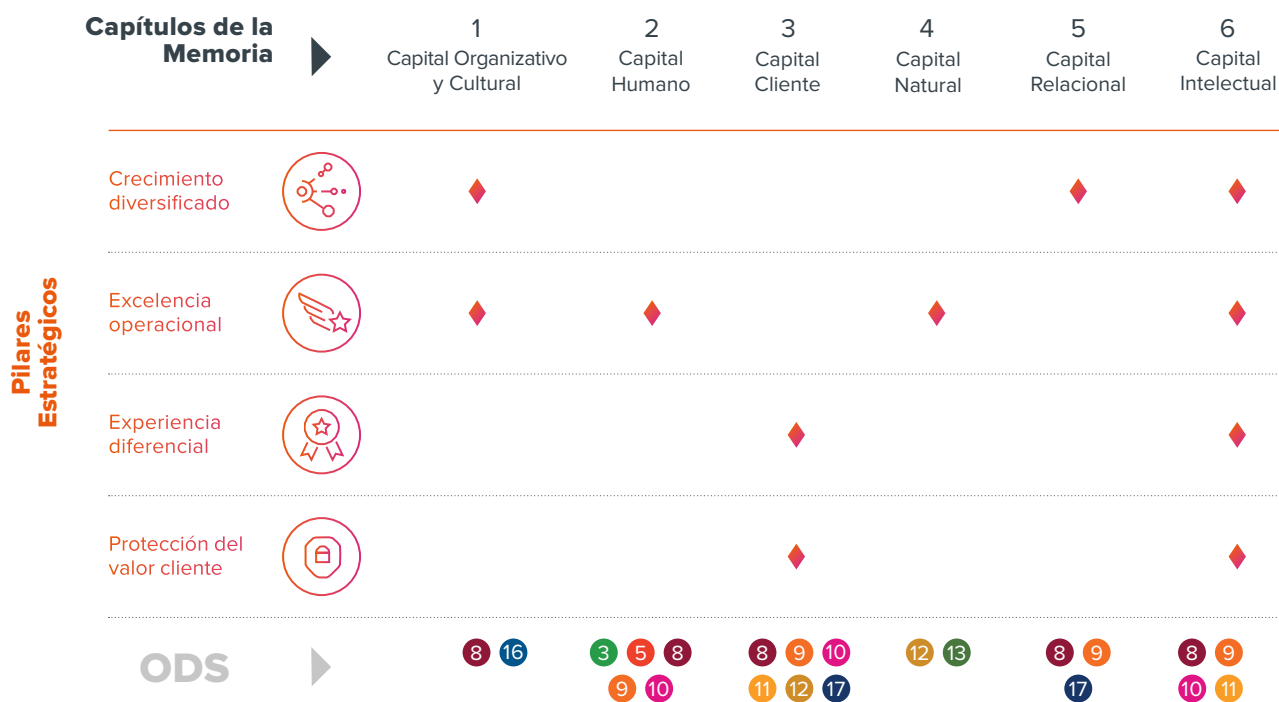 Capítulos de la
Memoria
1
Capital Organizativo
y Cultural
2
Capital
Humano
3
Capital
Cliente
4
Capital
Natural
5
Capital
Relacional
6
Capital
Intelectual
Pilares
Estratégicos
Crecimiento
diversificado
Excelencia
operacional
Experiencia
diferencial
Protección del
valor cliente
ODS
8 16
3 5 8
9 10
8 9 10
11 12 17
12 13
8 9
17
8 9
10 11